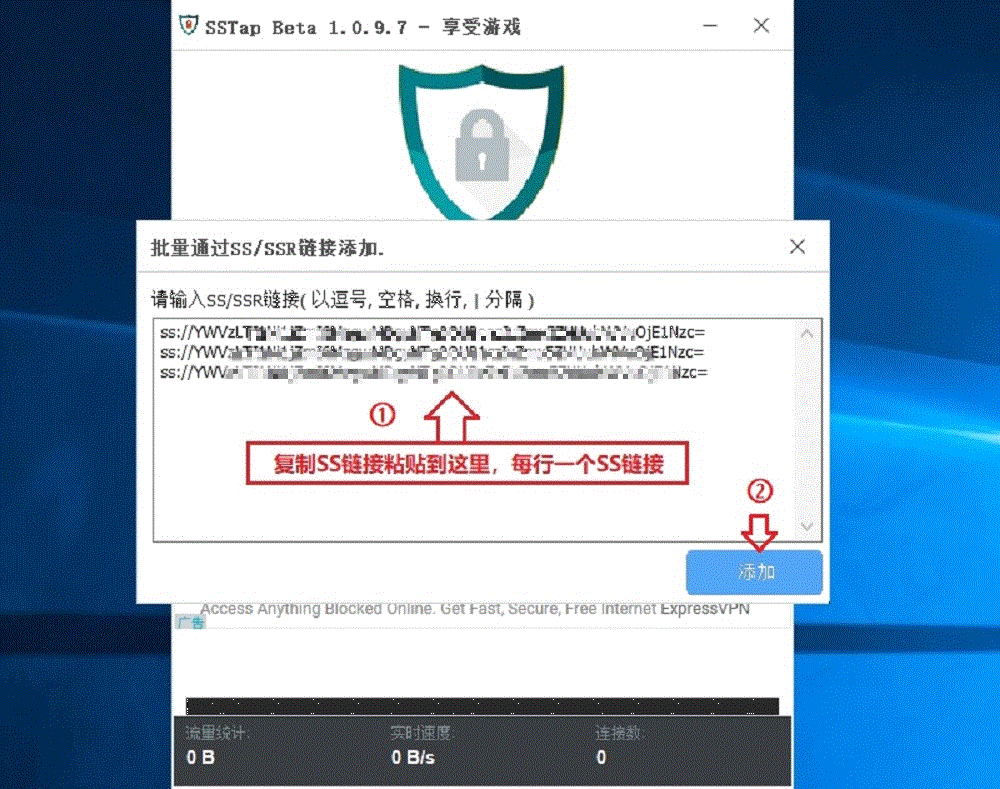 SSTap Beta 1.0.9.7 - 享受游戏
批量通过SS/SSR链接添加.
请输入SS/SSR链接( 以逗号, 空格, 换行, | 分隔 )
ss://YWVzLT OjE1Nzc=
ss://YWVz E1Nzc=
ss://YWV Nzc=
①
复制SS链接粘贴到这里，每行一个SS链接
②
添加
Access Anything Blocked Online. Get Fast, Secure, Free Internet ExpressVPN
广告
流量统计: 实时速度: 连接数:
0 B 0 B/s 0